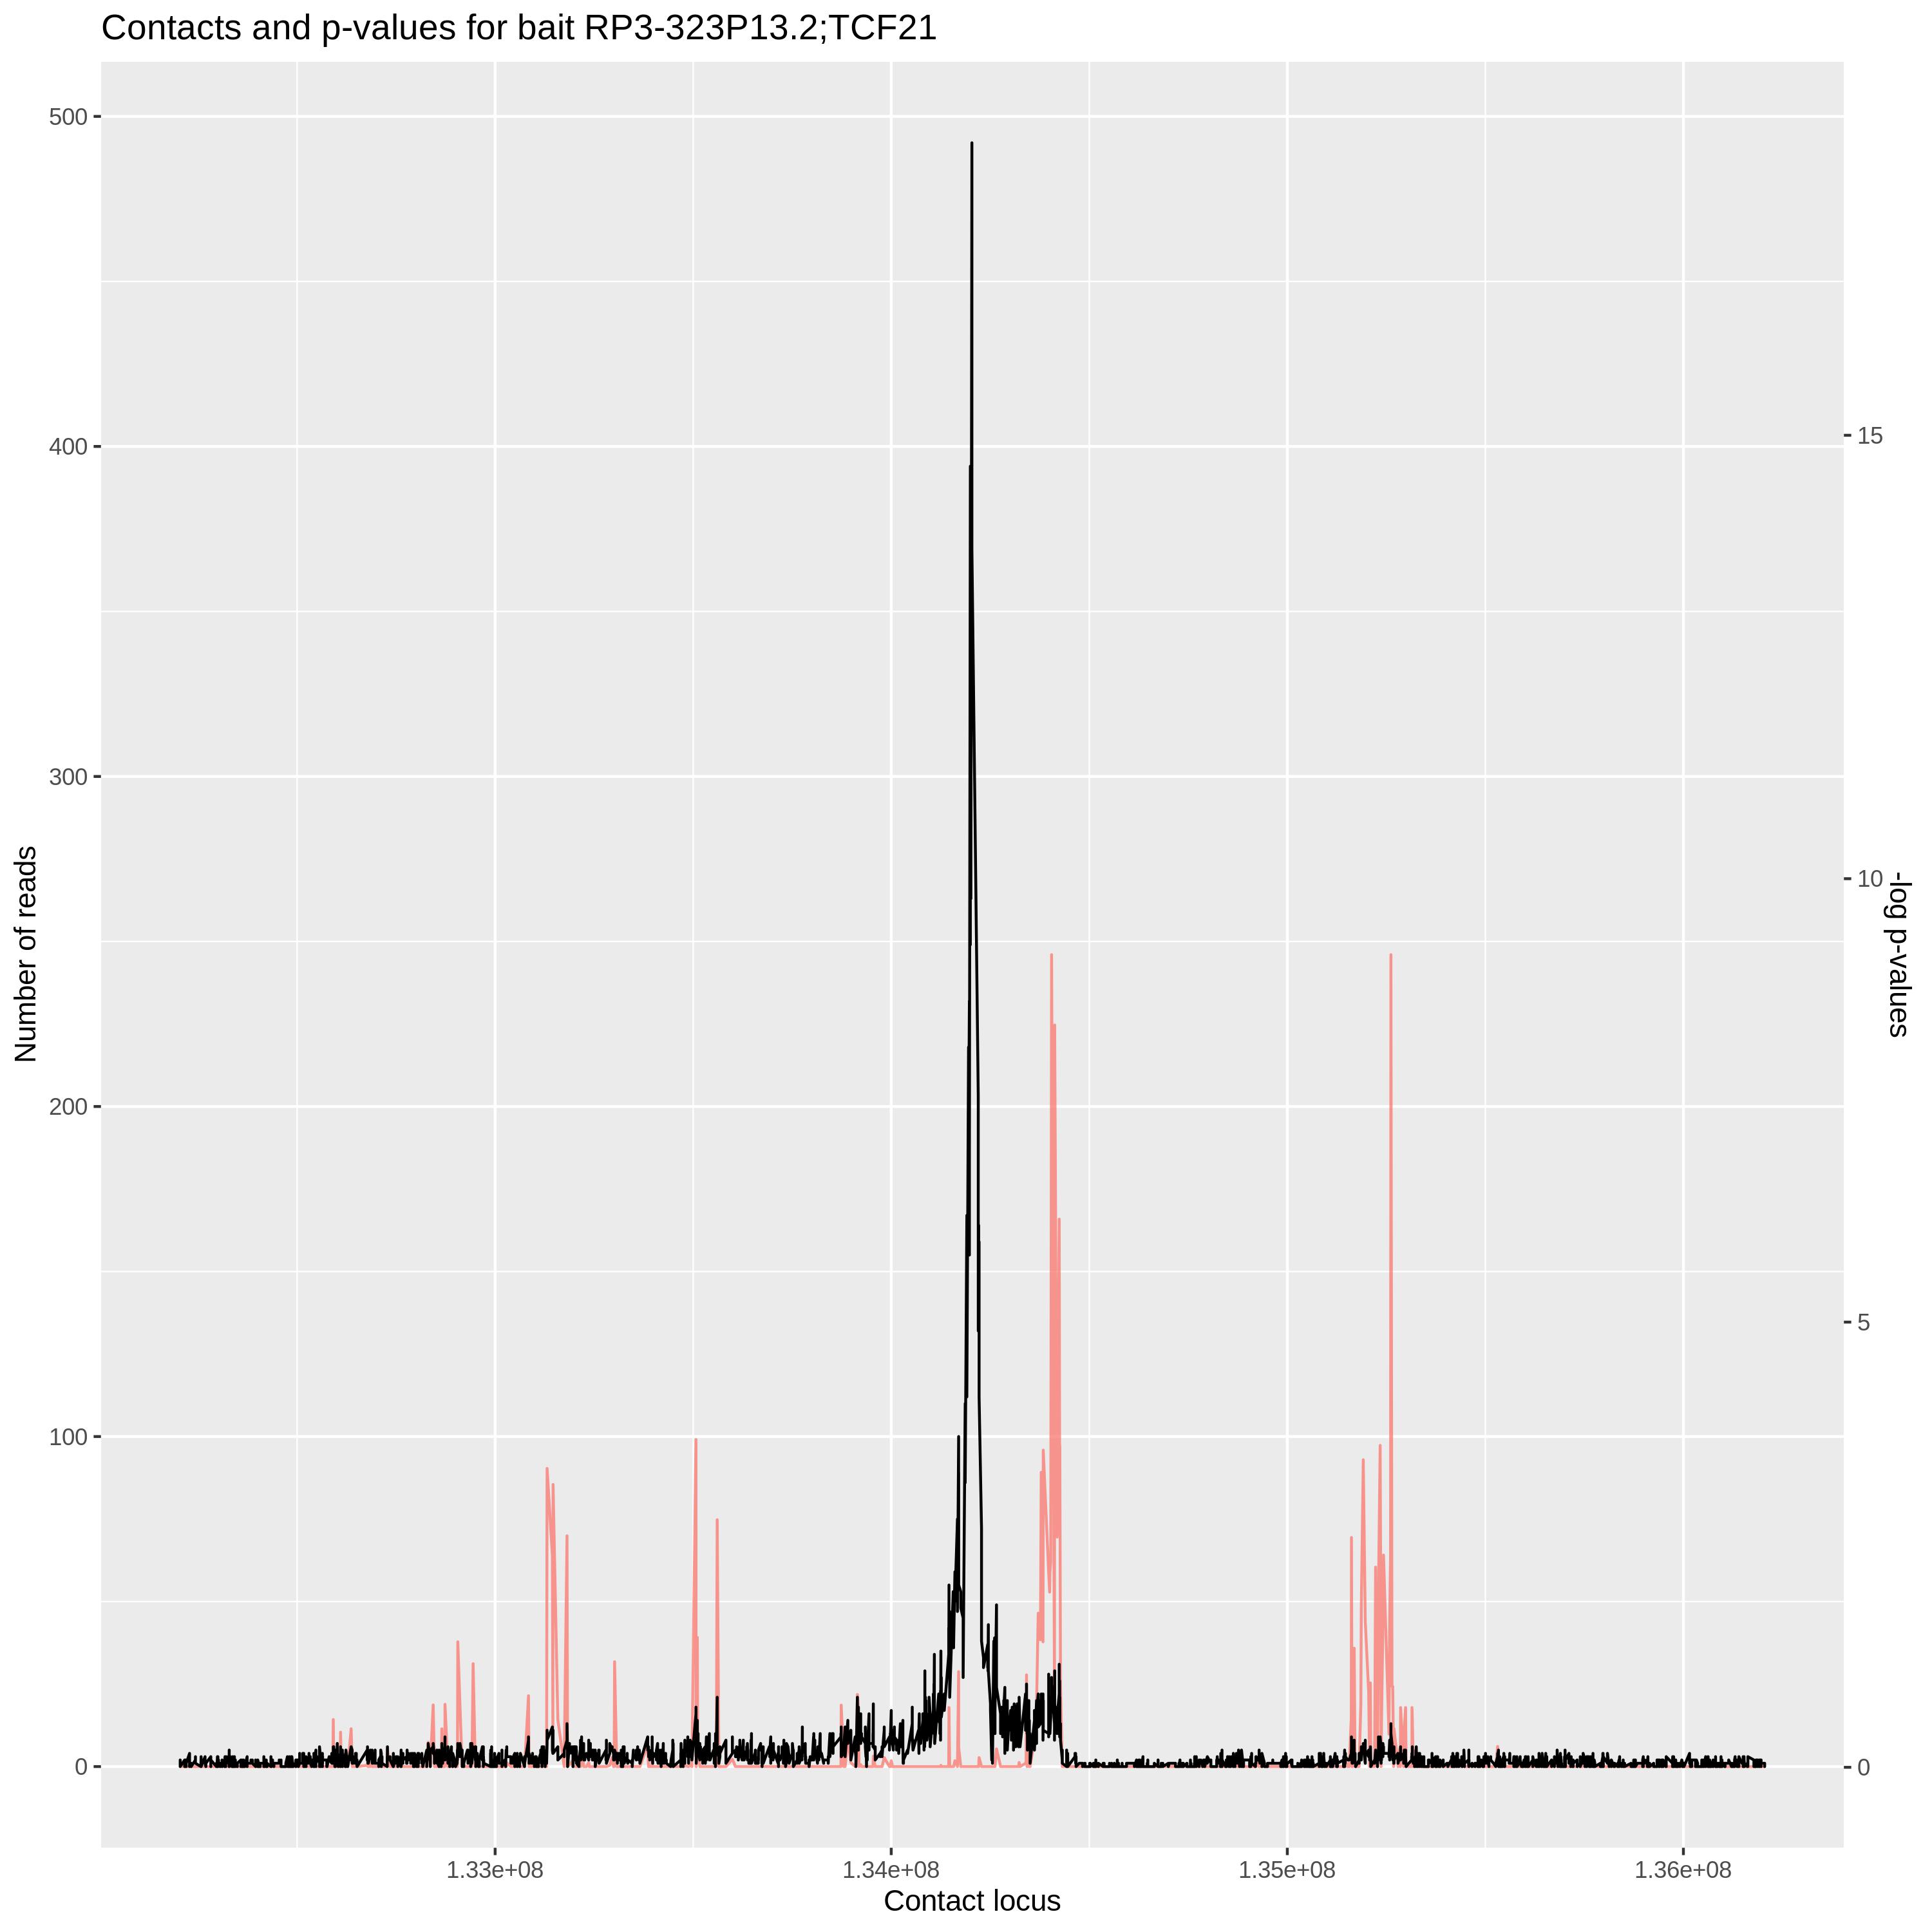 Contacts and p-values for bait RP3-323P13.2;TCF21
500
400
300
200
100
0
Number of reads
15
10
5
0
-log p-values
1.33e+08
1.34e+08
1.35e+08
1.36e+08
Contact locus